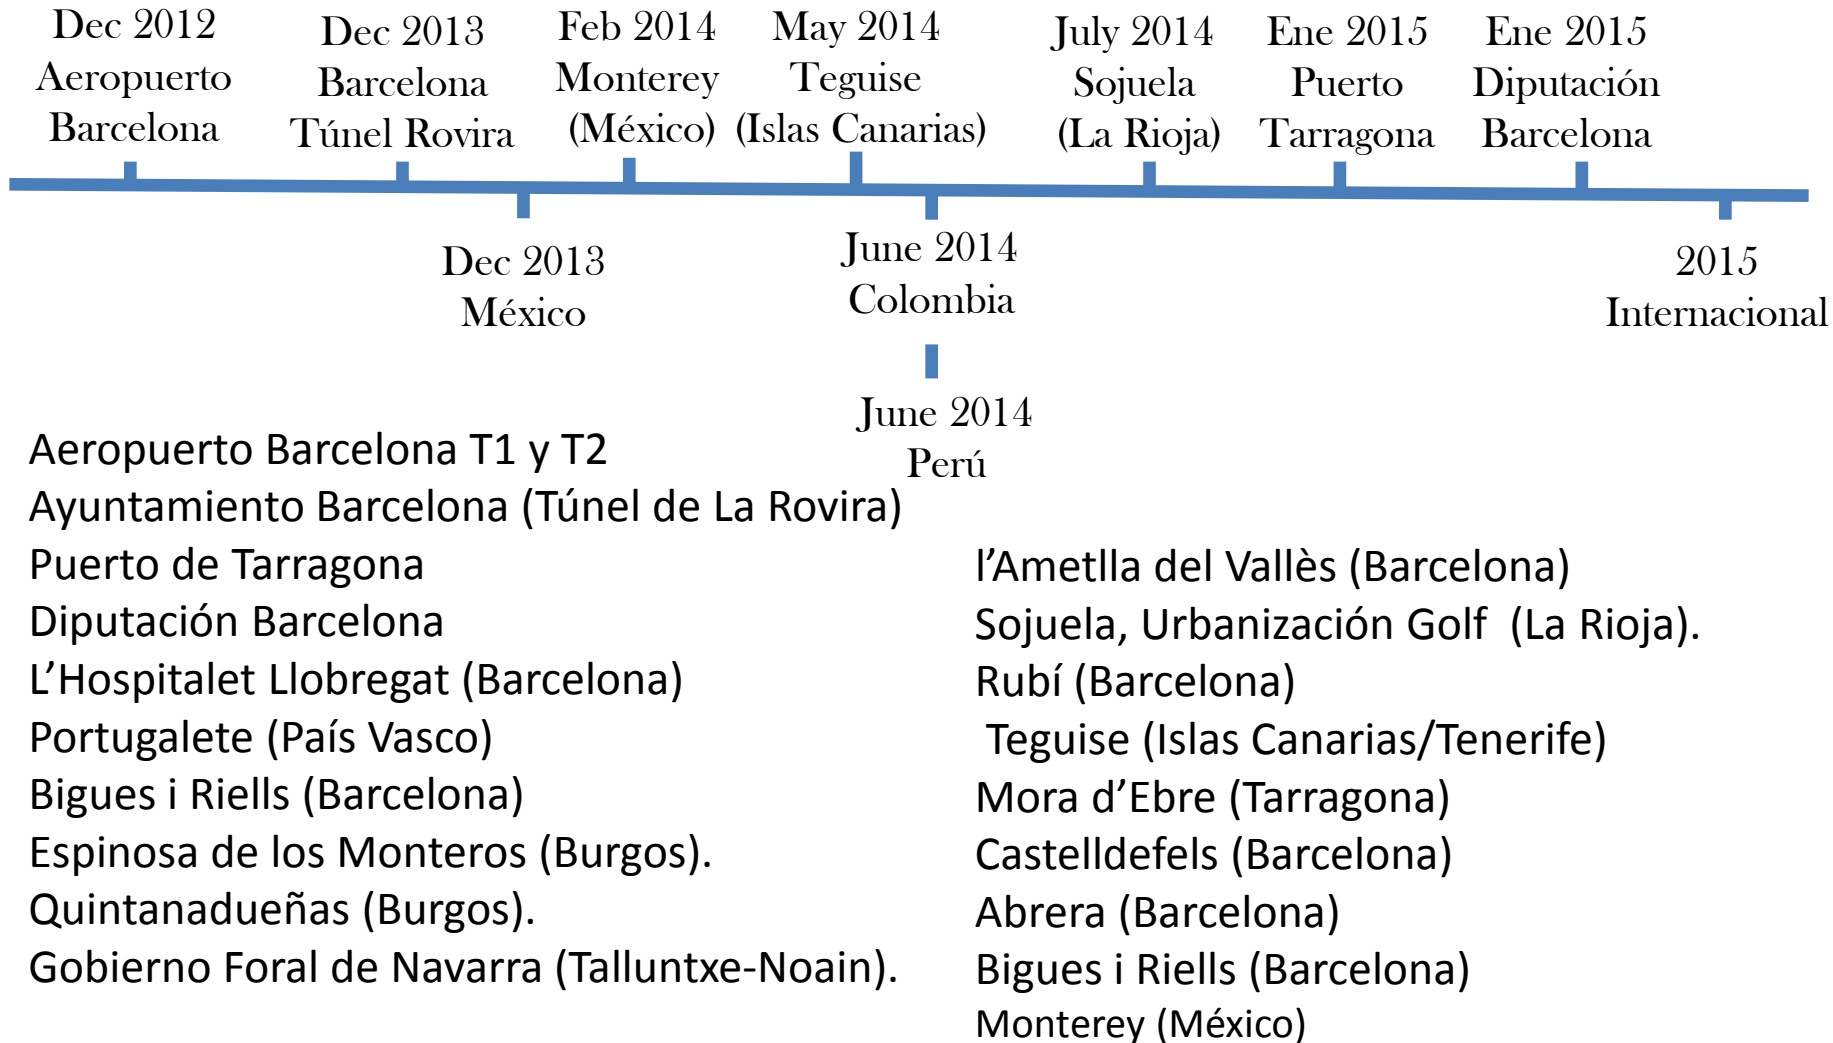 Dec 2012
Aeropuerto
Barcelona
Dec 2013
Barcelona
Túnel Rovira
Feb 2014
Monterey
(México)
May 2014
Teguise
(Islas Canarias)
July 2014
Sojuela
(La Rioja)
Ene 2015
Puerto
Tarragona
Ene 2015
Diputación
Barcelona
Dec 2013
México
June 2014
Colombia
June 2014
Perú
2015
Internacional
Aeropuerto Barcelona T1 y T2
Ayuntamiento Barcelona (Túnel de La Rovira)
Puerto de Tarragona
Diputación Barcelona
L’Hospitalet Llobregat (Barcelona)
Portugalete (País Vasco)
Bigues i Riells (Barcelona)
Espinosa de los Monteros (Burgos).
Quintanadueñas (Burgos).
Gobierno Foral de Navarra (Talluntxe-Noain).
l’Ametlla del Vallès (Barcelona)
Sojuela, Urbanización Golf (La Rioja).
Rubí (Barcelona)
Teguise (Islas Canarias/Tenerife)
Mora d’Ebre (Tarragona)
Castelldefels (Barcelona)
Abrera (Barcelona)
Bigues i Riells (Barcelona)
Monterey (México)